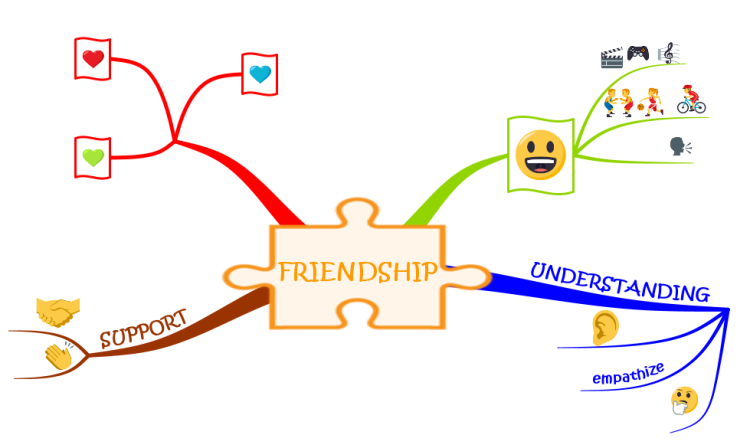 FRIENDSHIP
UNDERSTANDING
SUPPORT
empathize